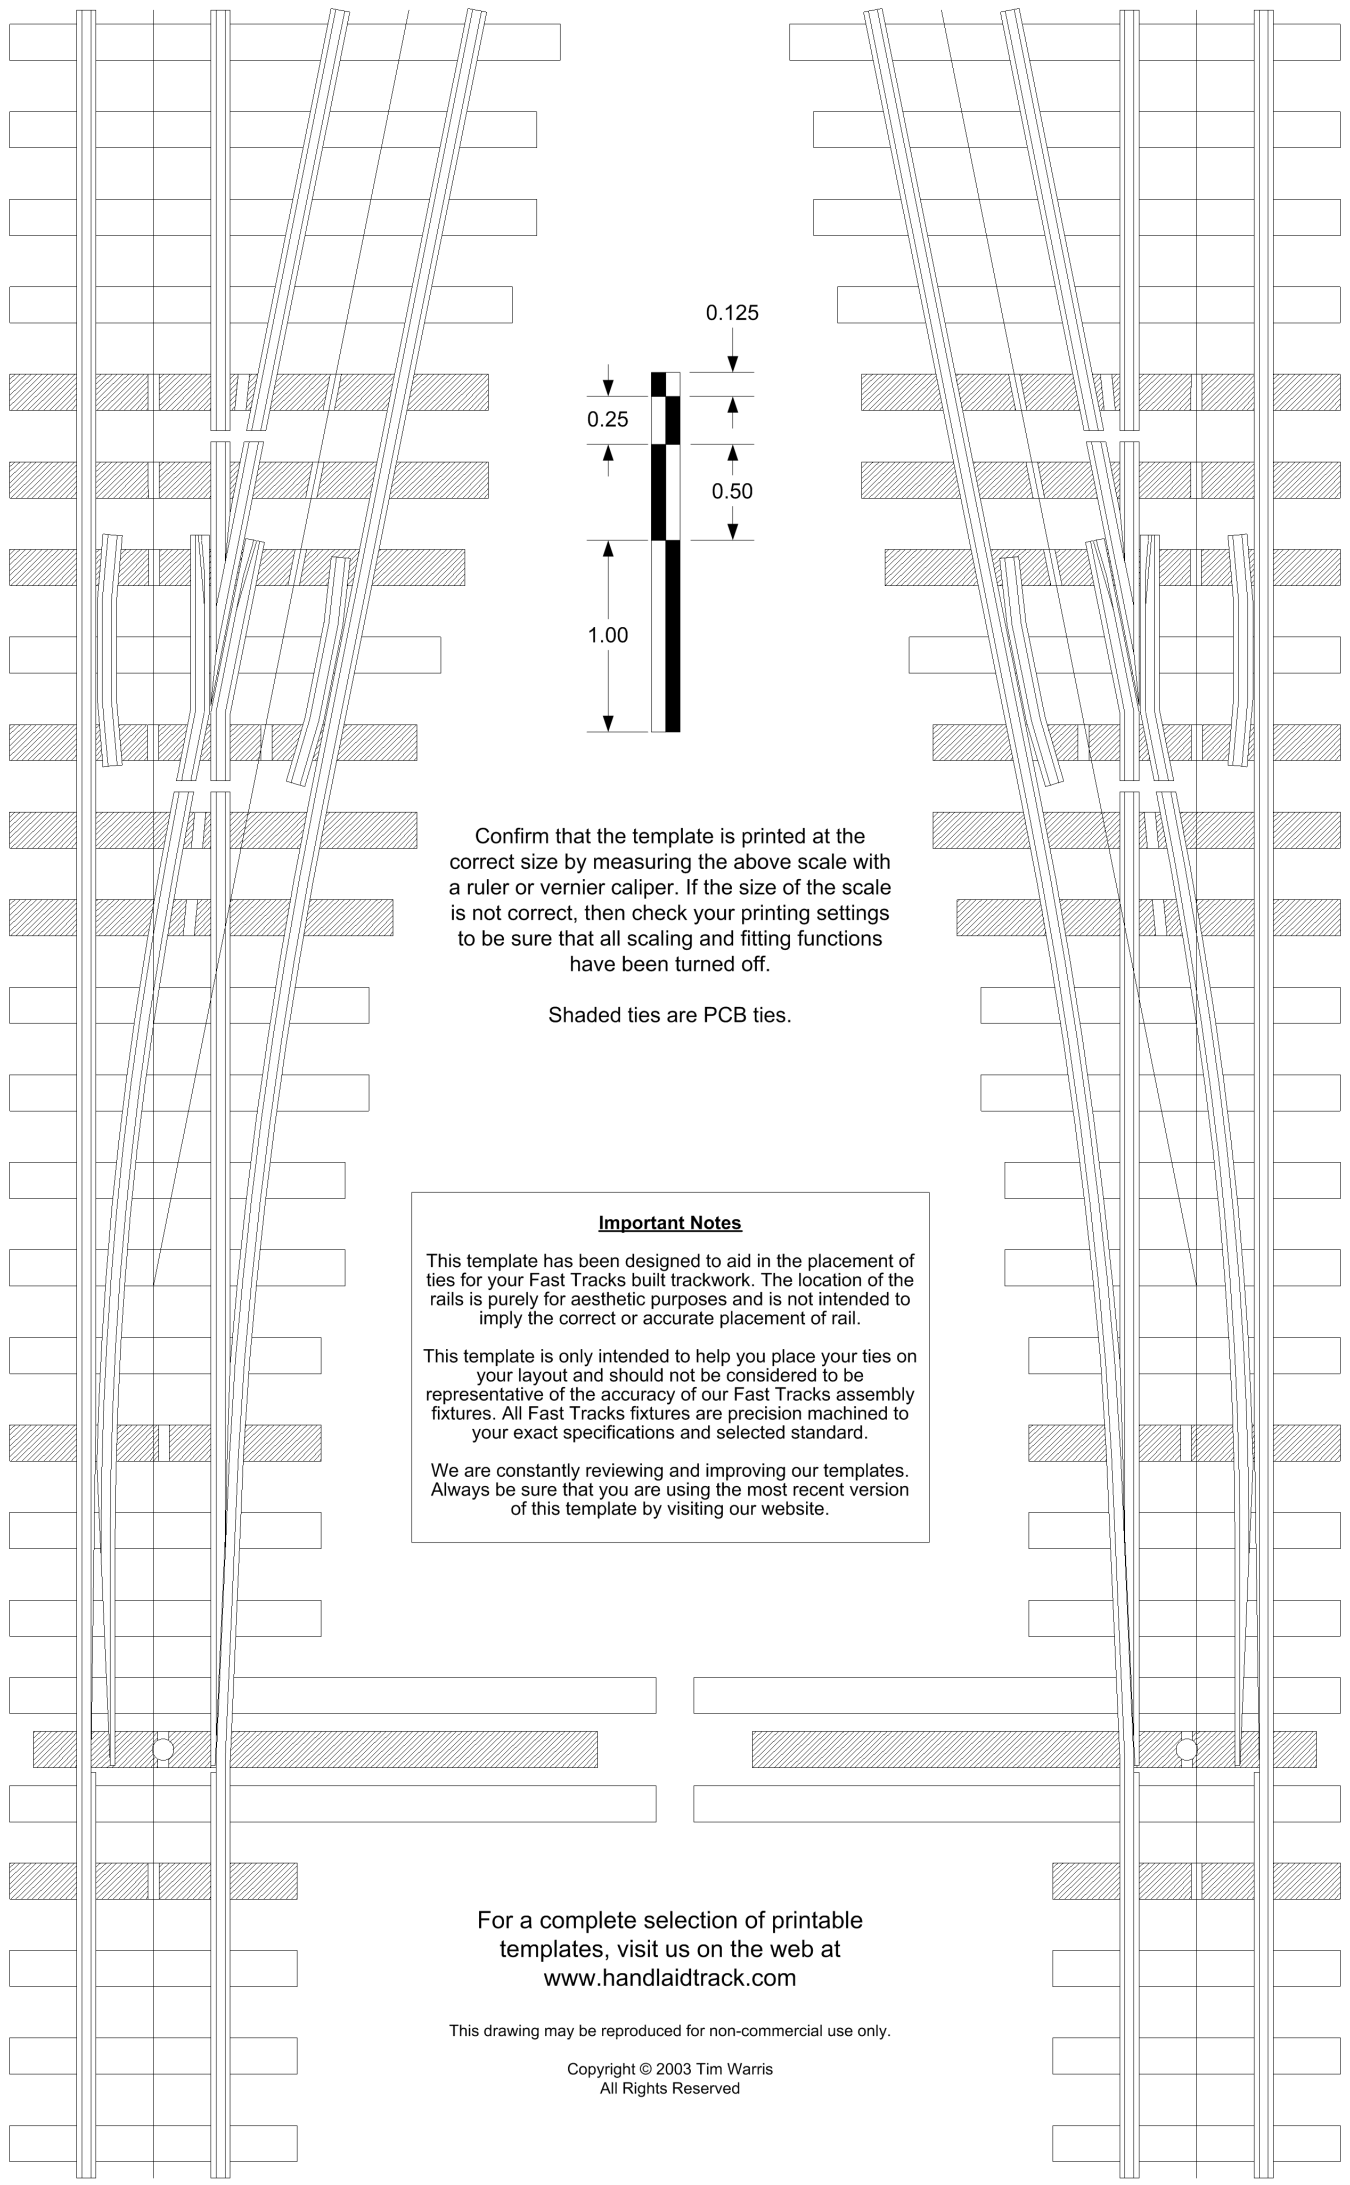 0.125
0.25
0.50
1.00
Confirm that the template is printed at the
correct size by measuring the above scale with
a ruler or vernier caliper. If the size of the scale
is not correct, then check your printing settings
to be sure that all scaling and fitting functions
have been turned off.
Shaded ties are PCB ties.
Important Notes
This template has been designed to aid in the placement of
ties for your Fast Tracks built trackwork. The location of the
rails is purely for aesthetic purposes and is not intended to
imply the correct or accurate placement of rail.
This template is only intended to help you place your ties on
your layout and should not be considered to be
representative of the accuracy of our Fast Tracks assembly
fixtures. All Fast Tracks fixtures are precision machined to
your exact specifications and selected standard.
We are constantly reviewing and improving our templates.
Always be sure that you are using the most recent version
of this template by visiting our website.
For a complete selection of printable
templates, visit us on the web at
www.handlaidtrack.com
This drawing may be reproduced for non-commercial use only.
Copyright © 2003 Tim Warris
All Rights Reserved